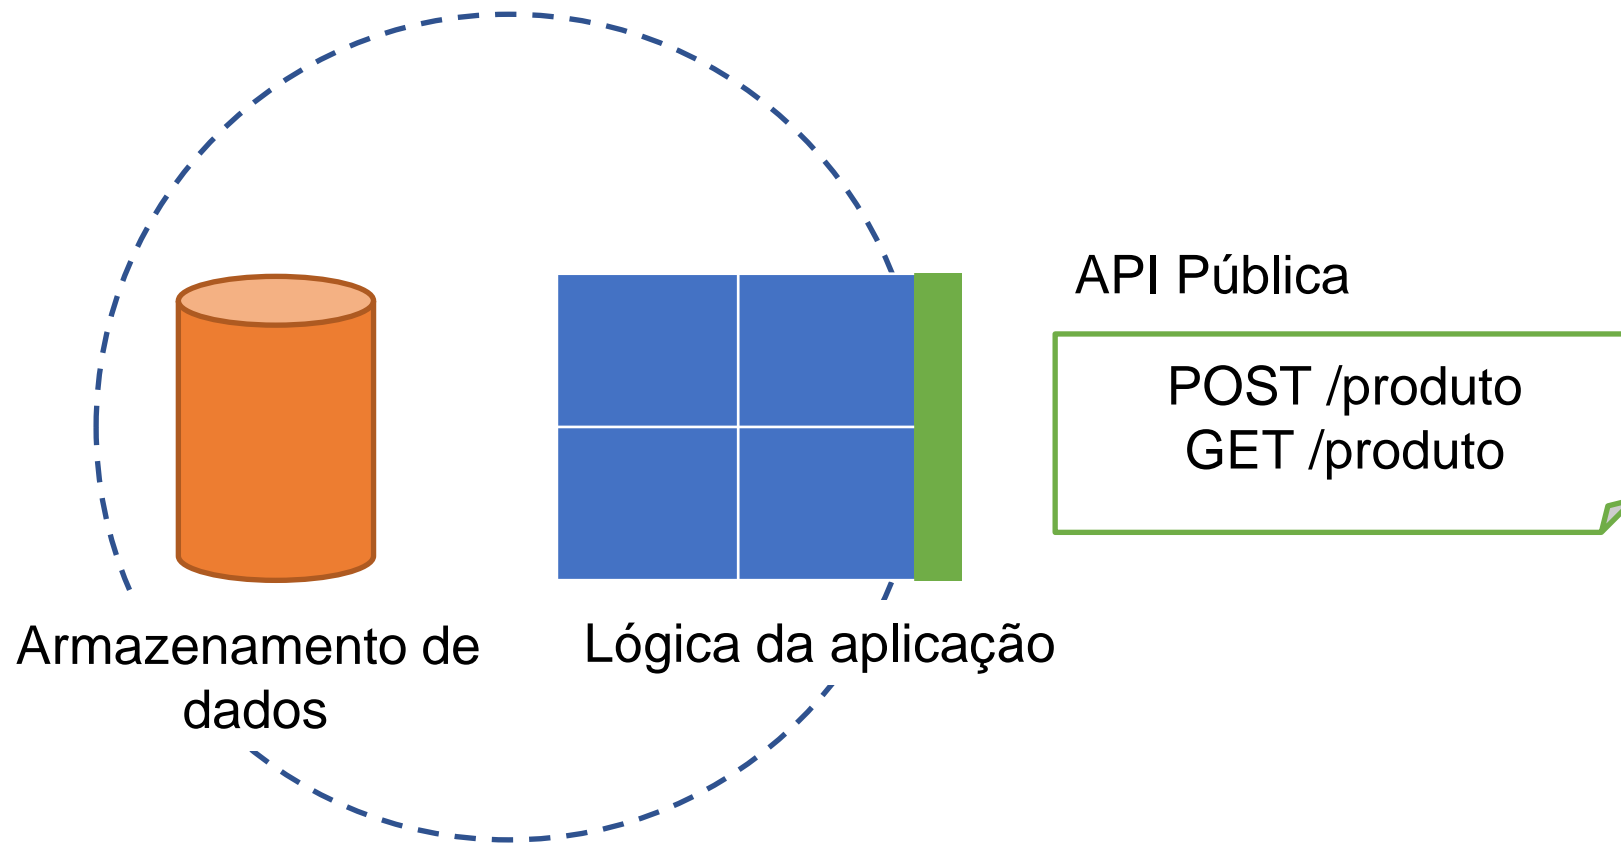 API Pública
POST /produto
GET /produto
Armazenamento de
dados
Lógica da aplicação